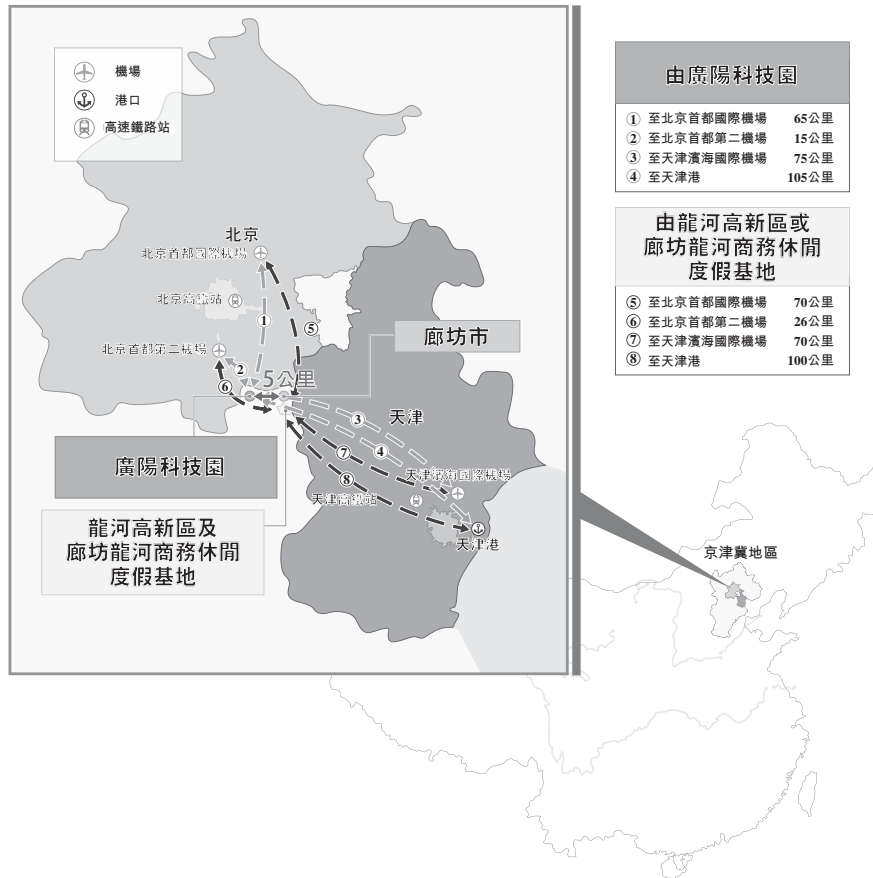 機場
港口
高速鐵路站
北京
北京首都國際機場
北京高鐵站
北京首都第二機場
①
②
⑤
⑥
5公里
廊坊市
廣陽科技園
龍河高新區及
廊坊龍河商務休閒
度假基地
天津
③
④
⑦
⑧
天津濱海國際機場
天津高鐵站
天津港
由廣陽科技園
① 至北京首都國際機場 65公里
② 至北京首都第二機場 15公里
③ 至天津濱海國際機場 75公里
④ 至天津港 105公里
由龍河高新區或
廊坊龍河商務休閒
度假基地
⑤ 至北京首都國際機場 70公里
⑥ 至北京首都第二機場 26公里
⑦ 至天津濱海國際機場 70公里
⑧ 至天津港 100公里
京津冀地區